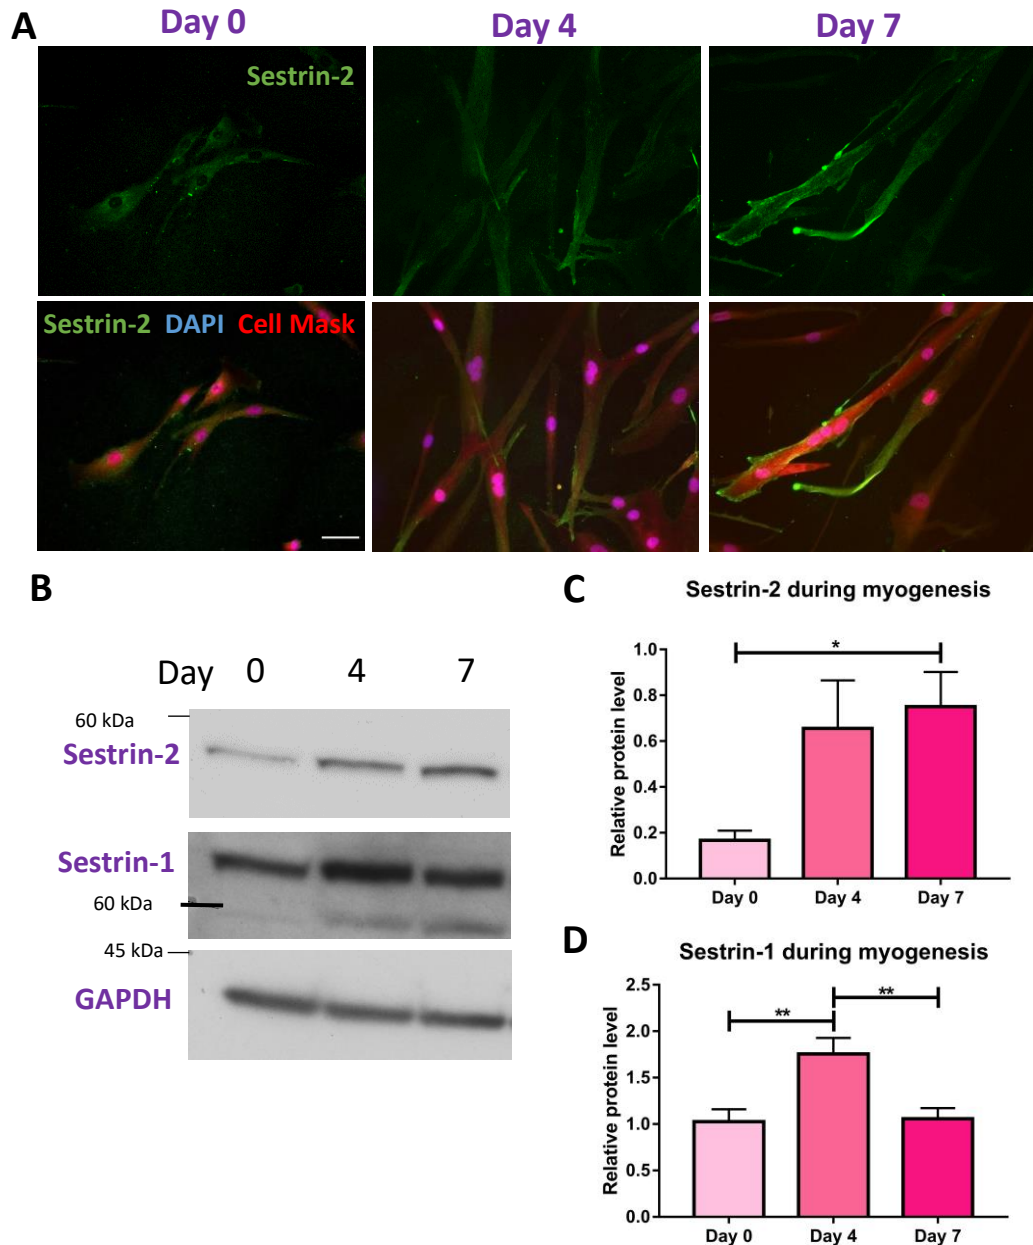 A
Day 0
Day 4
Day 7
Sestrin-2
Sestrin-2 DAPI Cell Mask
B
Day 0 4 7
60 kDa
Sestrin-2
Sestrin-1
60 kDa
45 kDa
GAPDH
C
Sestrin-2 during myogenesis
Relative protein level
1.0
0.8
0.6
0.4
0.2
0.0
*
Day 0 Day 4 Day 7
D
Sestrin-1 during myogenesis
Relative protein level
2.5
2.0
1.5
1.0
0.5
0.0
**
**
Day 0 Day 4 Day 7